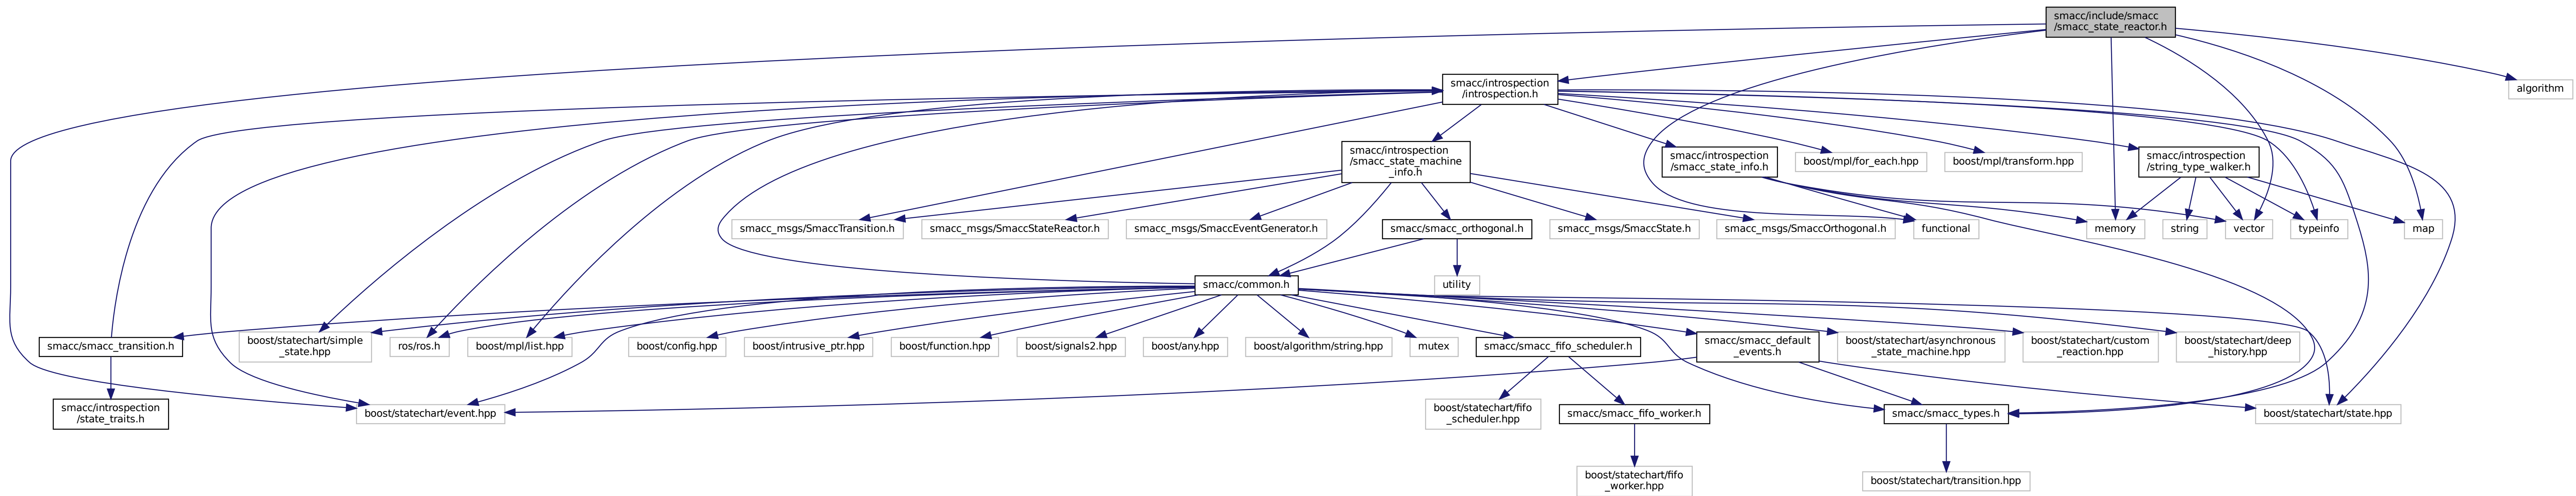 smacc/include/smacc
/smacc_state_reactor.h
smacc/introspection
/introspection.h
algorithm
smacc/introspection
/smacc_state_machine
_info.h
smacc/introspection
/smacc_state_info.h
boost/mpl/for_each.hpp
boost/mpl/transform.hpp
smacc/introspection
/string_type_walker.h
smacc_msgs/SmaccTransition.h
smacc_msgs/SmaccStateReactor.h
smacc_msgs/SmaccEventGenerator.h
smacc/smacc_orthogonal.h
smacc_msgs/SmaccState.h
smacc_msgs/SmaccOrthogonal.h
functional
memory
string
vector
typeinfo
map
smacc/common.h
utility
smacc/smacc_transition.h
boost/statechart/simple
_state.hpp
ros/ros.h
boost/mpl/list.hpp
boost/config.hpp
boost/intrusive_ptr.hpp
boost/function.hpp
boost/signals2.hpp
boost/any.hpp
boost/algorithm/string.hpp
mutex
smacc/smacc_fifo_scheduler.h
smacc/smacc_default
_events.h
boost/statechart/asynchronous
_state_machine.hpp
boost/statechart/custom
_reaction.hpp
boost/statechart/deep
_history.hpp
smacc/introspection
/state_traits.h
boost/statechart/event.hpp
boost/statechart/fifo
_scheduler.hpp
smacc/smacc_fifo_worker.h
smacc/smacc_types.h
boost/statechart/state.hpp
boost/statechart/fifo
_worker.hpp
boost/statechart/transition.hpp